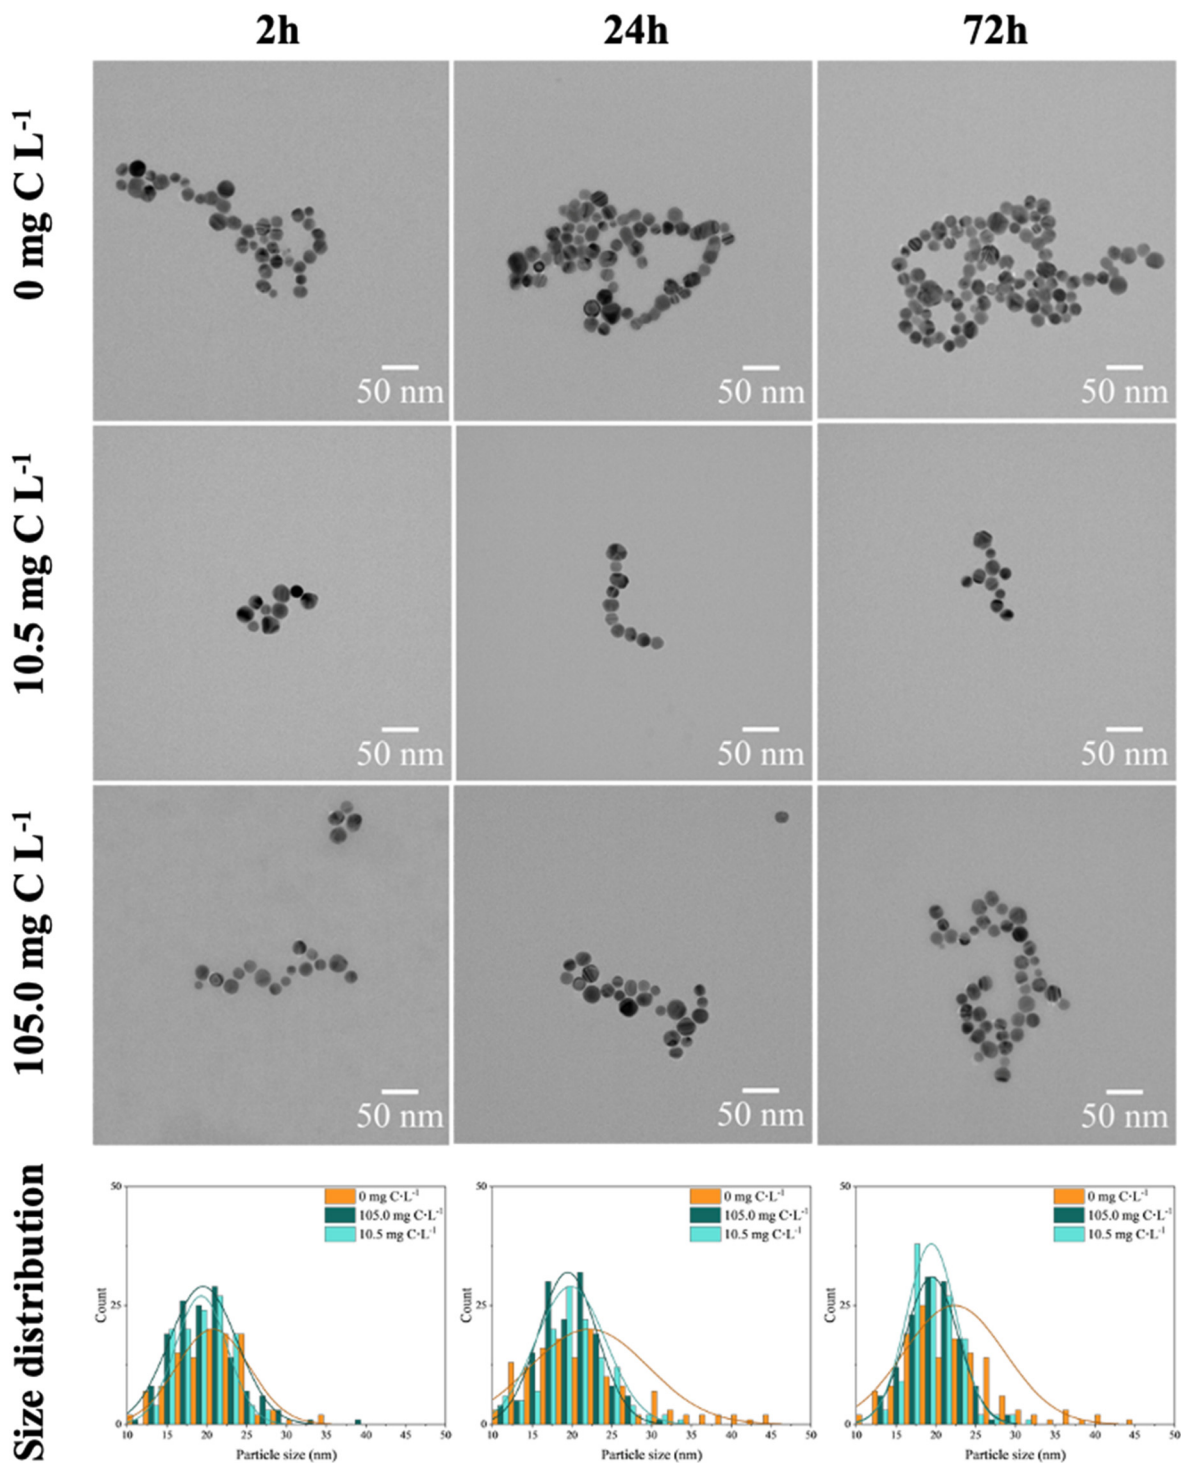 2h 24h 72h
0 mg C L⁻¹
50 nm 50 nm 50 nm
10.5 mg C L⁻¹
50 nm 50 nm 50 nm
105.0 mg C L⁻¹
50 nm 50 nm 50 nm
Size distribution
50
25
0
Count
0 mg C·L⁻¹
105.0 mg C·L⁻¹
10.5 mg C·L⁻¹
10 15 20 25 30 35 40 45 50
Particle size (nm)
50
25
0
Count
0 mg C·L⁻¹
105.0 mg C·L⁻¹
10.5 mg C·L⁻¹
10 15 20 25 30 35 40 45 50
Particle size (nm)
50
25
0
Count
0 mg C·L⁻¹
105.0 mg C·L⁻¹
10.5 mg C·L⁻¹
10 15 20 25 30 35 40 45 50
Particle size (nm)